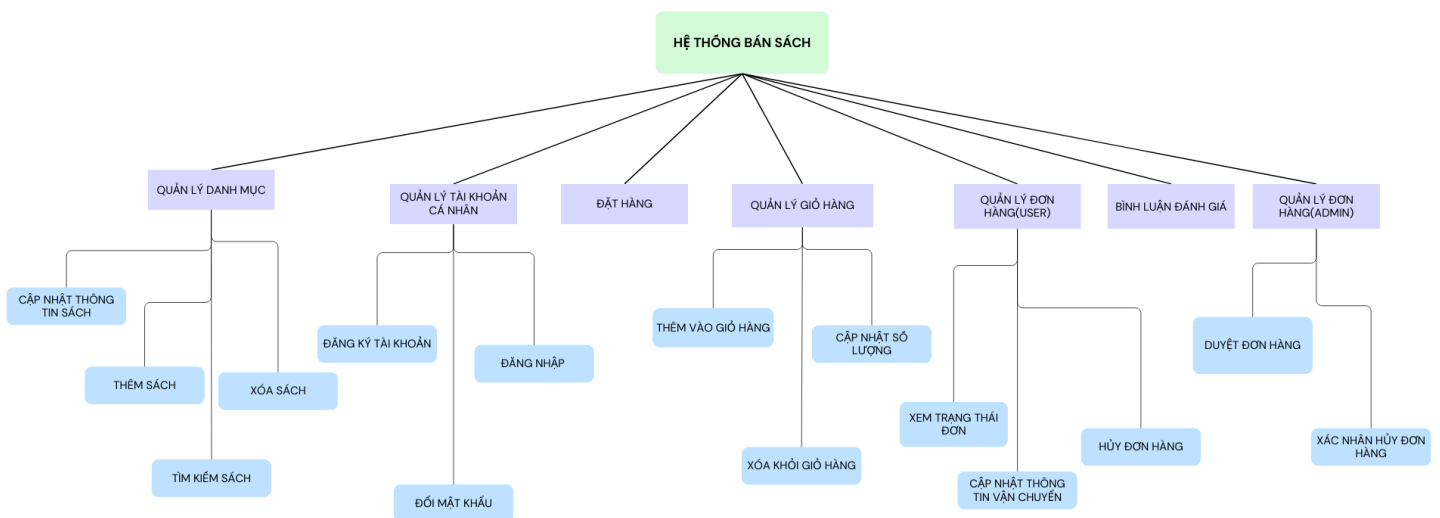 HỆ THỐNG BÁN SÁCH
QUẢN LÝ DANH MỤC
QUẢN LÝ TÀI KHOẢN
CÁ NHÂN
ĐẶT HÀNG
QUẢN LÝ GIỎ HÀNG
QUẢN LÝ ĐƠN
HÀNG(USER)
BÌNH LUẬN ĐÁNH GIÁ
QUẢN LÝ ĐƠN
HÀNG(ADMIN)
CẬP NHẬT THÔNG
TIN SÁCH
THÊM SÁCH
XÓA SÁCH
TÌM KIẾM SÁCH
ĐĂNG KÝ TÀI KHOẢN
ĐĂNG NHẬP
ĐỔI MẬT KHẨU
THÊM VÀO GIỎ HÀNG
CẬP NHẬT SỐ
LƯỢNG
XÓA KHỎI GIỎ HÀNG
XEM TRẠNG THÁI
ĐƠN
CẬP NHẬT THÔNG
TIN VẬN CHUYỂN
HỦY ĐƠN HÀNG
DUYỆT ĐƠN HÀNG
XÁC NHÂN HỦY ĐƠN
HÀNG